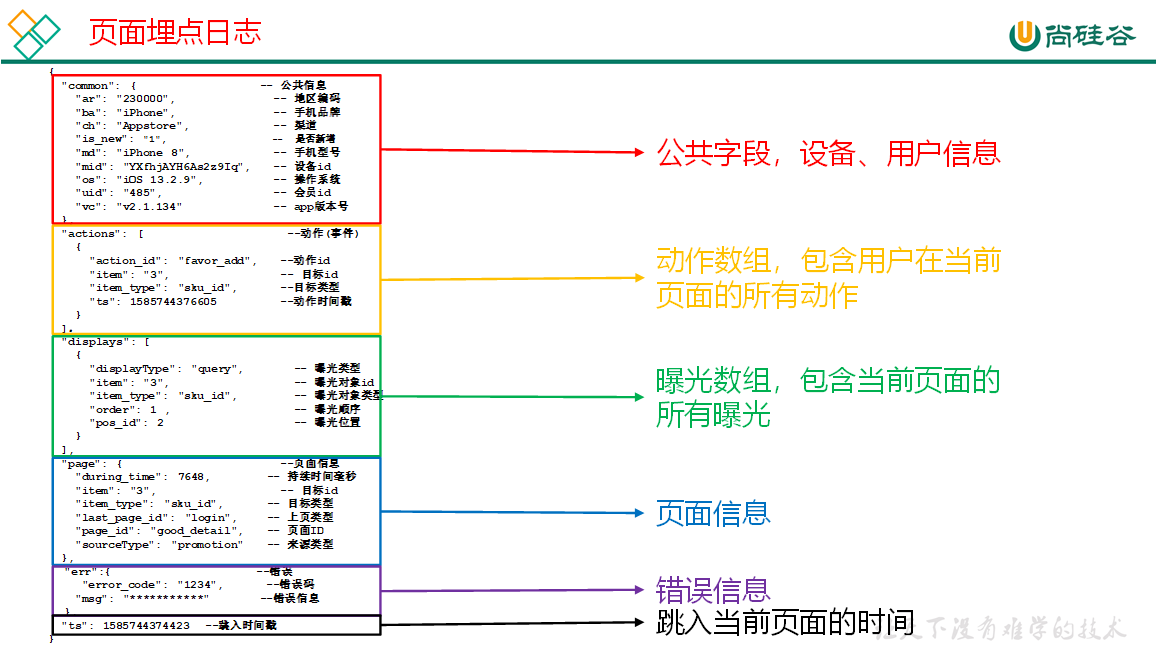 页面埋点日志
尚硅谷
{
"common": { -- 公共信息
"ar": "230000", -- 地区编码
"ba": "iPhone", -- 手机品牌
"ch": "Appstore", -- 渠道
"is_new": "1", -- 是否新增
"md": "iPhone 8", -- 手机型号
"mid": "YXfhjAYH6As2z9Iq", -- 设备id
"os": "iOS 13.2.9", -- 操作系统
"uid": "485", -- 会员id
"vc": "v2.1.134" -- app版本号
},
公共字段，设备、用户信息
"actions": [ --动作(事件)
{
"action_id": "favor_add", --动作id
"item": "3", -- 目标id
"item_type": "sku_id", --目标类型
"ts": 1585744376605 --动作时间戳
}
],
动作数组，包含用户在当前
页面的所有动作
"displays": [
{
"displayType": "query", -- 曝光类型
"item": "3", -- 曝光对象id
"item_type": "sku_id", -- 曝光对象类型
"order": 1 , -- 曝光顺序
"pos_id": 2 -- 曝光位置
}
],
曝光数组，包含当前页面的
所有曝光
"page": { --页面信息
"during_time": 7648, -- 持续时间毫秒
"item": "3", -- 目标id
"item_type": "sku_id", -- 目标类型
"last_page_id": "login", -- 上页类型
"page_id": "good_detail", -- 页面ID
"sourceType": "promotion" -- 来源类型
},
页面信息
"err":{ --错误
"error_code": "1234", --错误码
"msg": "***********" --错误信息
}
错误信息
"ts": 1585744374423 --跳入时间戳
}
跳入当前页面的时间
天下没有难学的技术